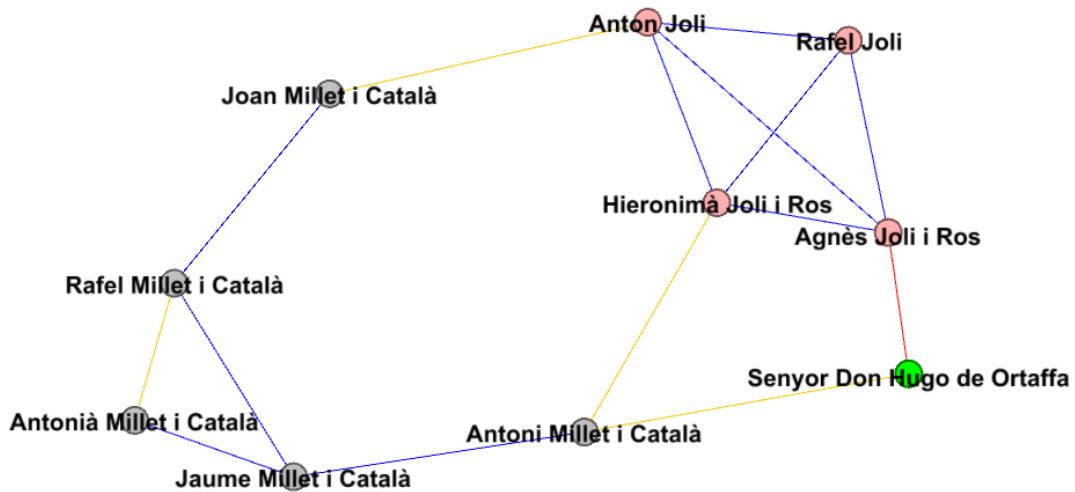 Anton Joli
Rafel Joli
Joan Millet i Català
Hieronimà Joli i Ros
Agnès Joli i Ros
Rafel Millet i Català
Senyor Don Hugo de Ortaffa
Antonià Millet i Català
Antoni Millet i Català
Jaume Millet i Català